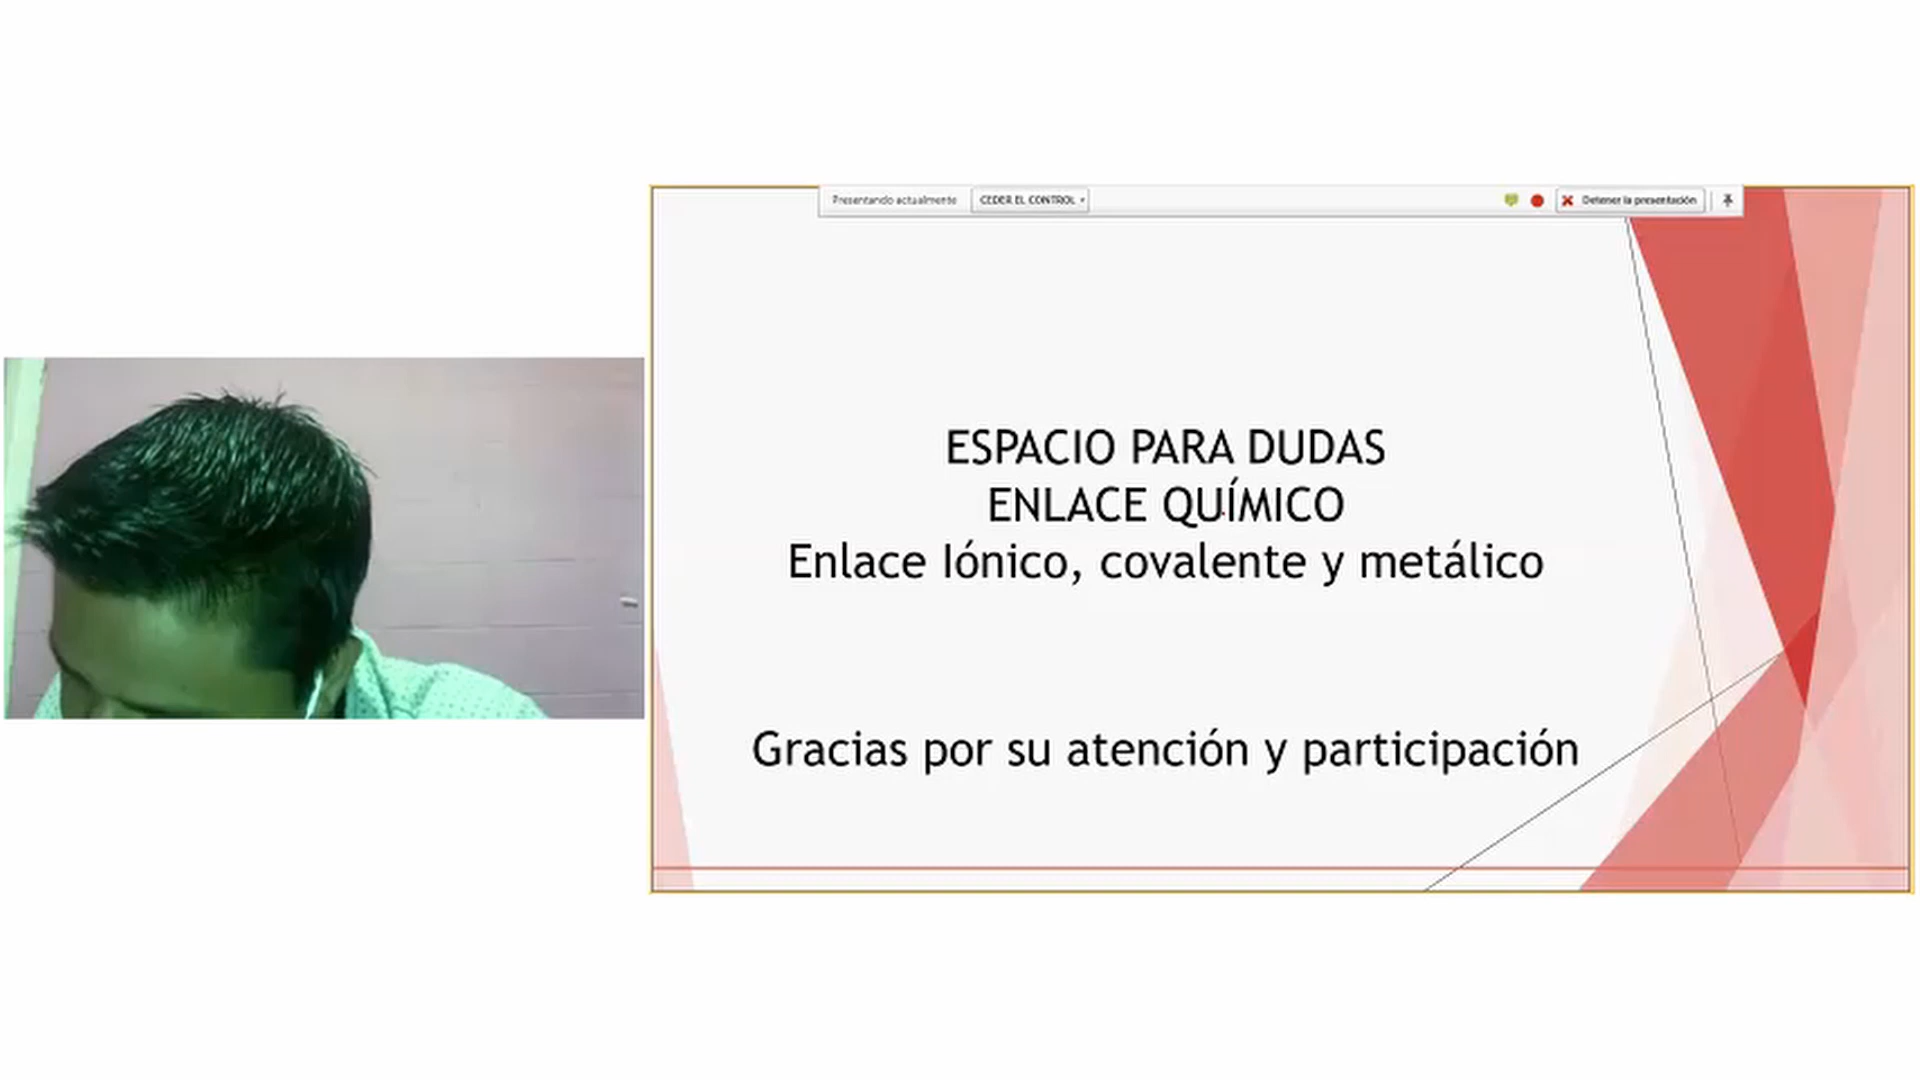 Presentando actualmente
CEDER EL CONTROL
Detener la presentación
ESPACIO PARA DUDAS
ENLACE QUÍMICO
Enlace Iónico, covalente y metálico
Gracias por su atención y participación